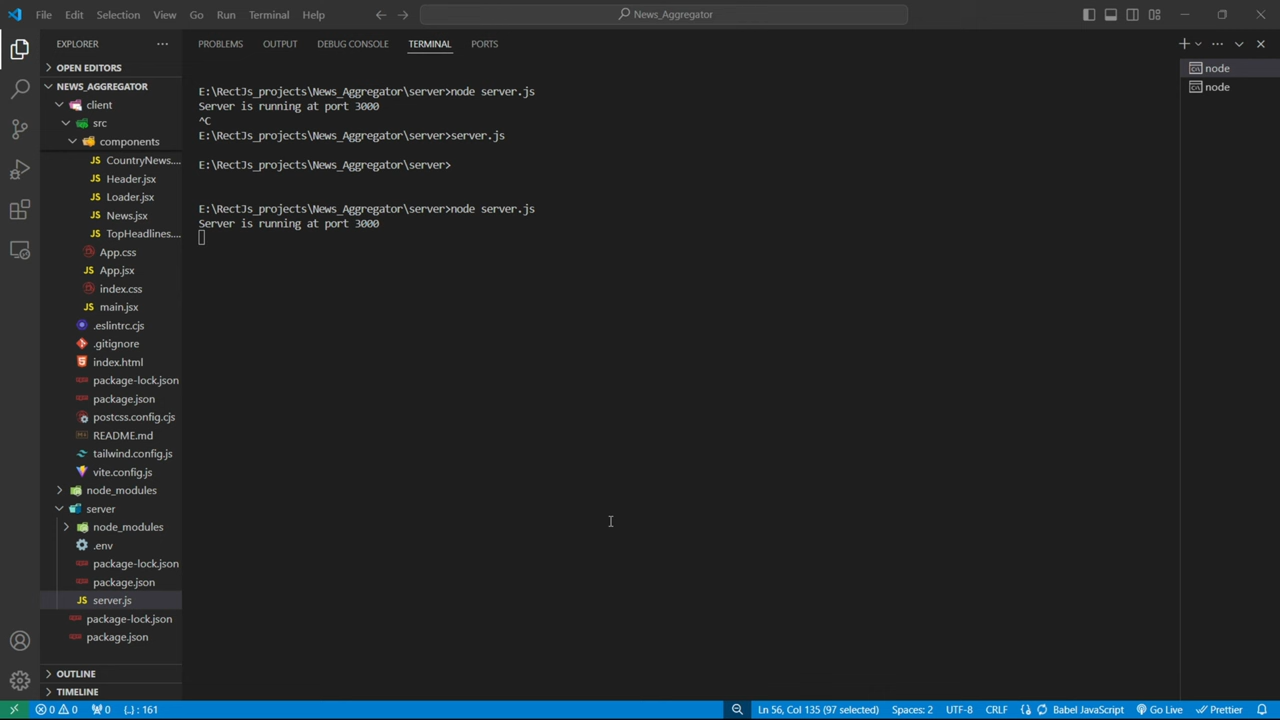 File Edit Selection View Go Run Terminal Help
News_Aggregator
EXPLORER
OPEN EDITORS
NEWS_AGGREGATOR
client
src
components
CountryNews....
Header.jsx
Loader.jsx
News.jsx
TopHeadlines....
App.css
App.jsx
index.css
main.jsx
.eslintrc.cjs
.gitignore
index.html
package-lock.json
package.json
postcss.config.cjs
README.md
tailwind.config.js
vite.config.js
node_modules
server
node_modules
.env
package-lock.json
package.json
server.js
package-lock.json
package.json
OUTLINE
TIMELINE
PROBLEMS OUTPUT DEBUG CONSOLE TERMINAL PORTS
E:\RectJs_projects\News_Aggregator\server>node server.js
Server is running at port 3000
^C
E:\RectJs_projects\News_Aggregator\server>server.js
E:\RectJs_projects\News_Aggregator\server>
E:\RectJs_projects\News_Aggregator\server>node server.js
Server is running at port 3000
node
node
0 0 0 {..} : 161 Ln 56, Col 135 (97 selected) Spaces: 2 UTF-8 CRLF Babel JavaScript Go Live Prettier